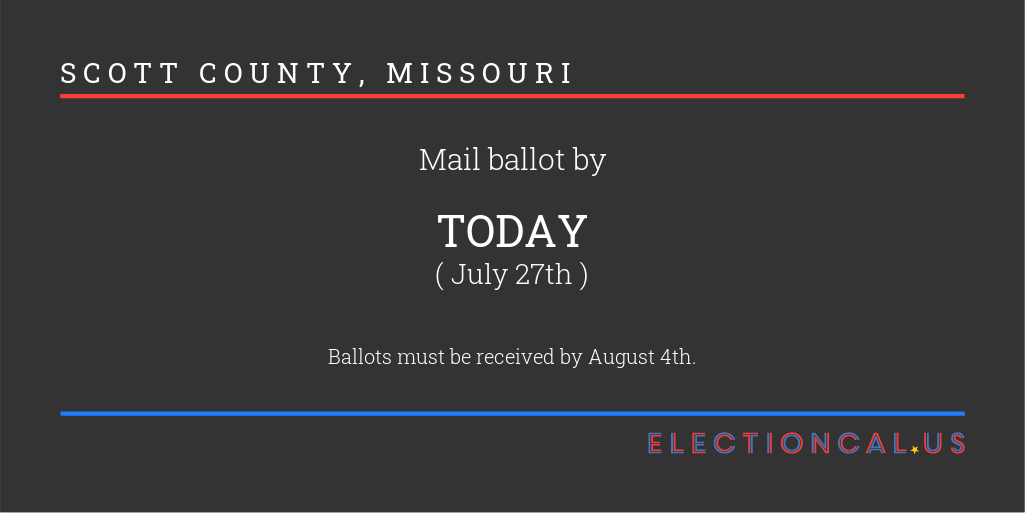 SCOTT COUNTY, MISSOURI
Mail ballot by
TODAY
( July 27th )
Ballots must be received by August 4th.
ELECTIONCAL.US